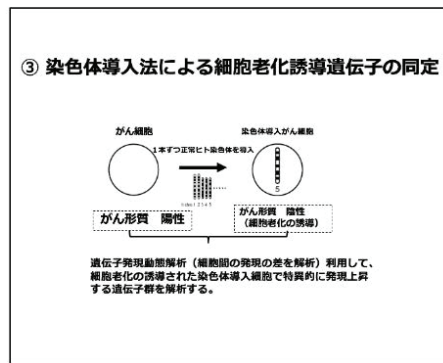 ③ 染色体導入法による細胞老化誘導遺伝子の同定
がん細胞
染色体導入がん細胞
1本ずつ正常ヒト染色体を導入
5
がん形質 陽性
がん形質 陰性
(細胞老化の誘導)
遺伝子発現動態解析(細胞間の発現の差を解析)利用して、
細胞老化の誘導された染色体導入細胞で特異的に発現上昇
する遺伝子群を解析する。